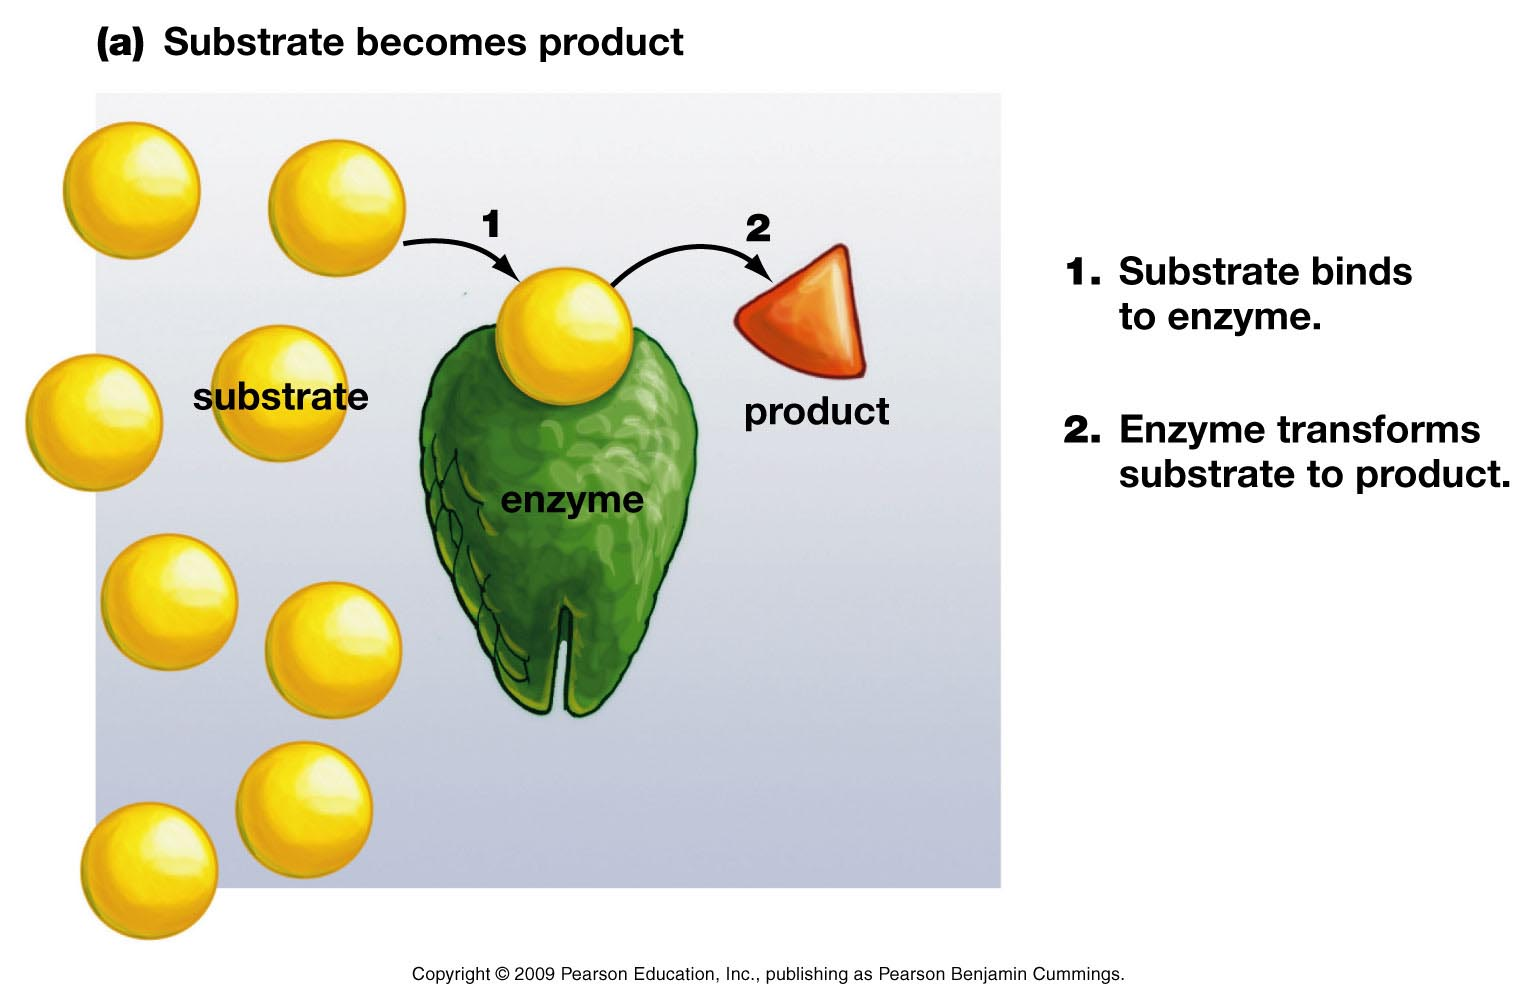 (a) Substrate becomes product
1
2
substrate
product
enzyme
1. Substrate binds
to enzyme.
2. Enzyme transforms
substrate to product.
Copyright © 2009 Pearson Education, Inc., publishing as Pearson Benjamin Cummings.